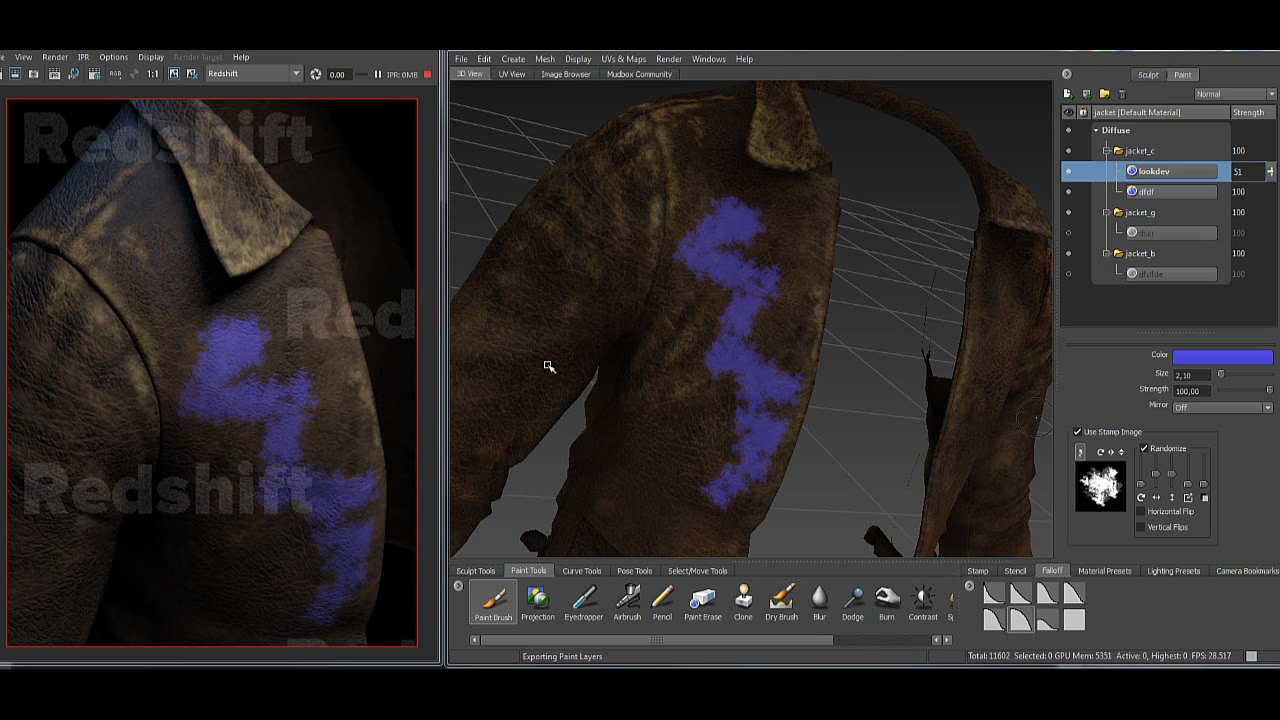 View Render IPR Options Display Render Target Help
RGB 1:1 Redshift 0.00 IPR: 0MB
Redshift
Red
Redshift
File Edit Create Mesh Display UVs & Maps Render Windows Help
3D View UV View Image Browser Mudbox Community
Sculpt Paint
Normal
jacket [Default Material] Strength
Diffuse
jacket_c 100
lookdev 51
dfdf 100
jacket_g 100
dser 100
jacket_b 100
dfdfde 100
Color
Size 2,10
Strength 100,00
Mirror Off
Use Stamp Image
Randomize
Horizontal Flip
Vertical Flips
Sculpt Tools Paint Tools Curve Tools Pose Tools Select/Move Tools
Paint Brush Projection Eyedropper Airbrush Pencil Paint Erase Clone Dry Brush Blur Dodge Burn Contrast
Stamp Stencil Falloff Material Presets Lighting Presets Camera Bookmarks
Exporting Paint Layers
Total: 11602 Selected: 0 GPU Mem: 5351 Active: 0, Highest: 0 FPS: 28.517